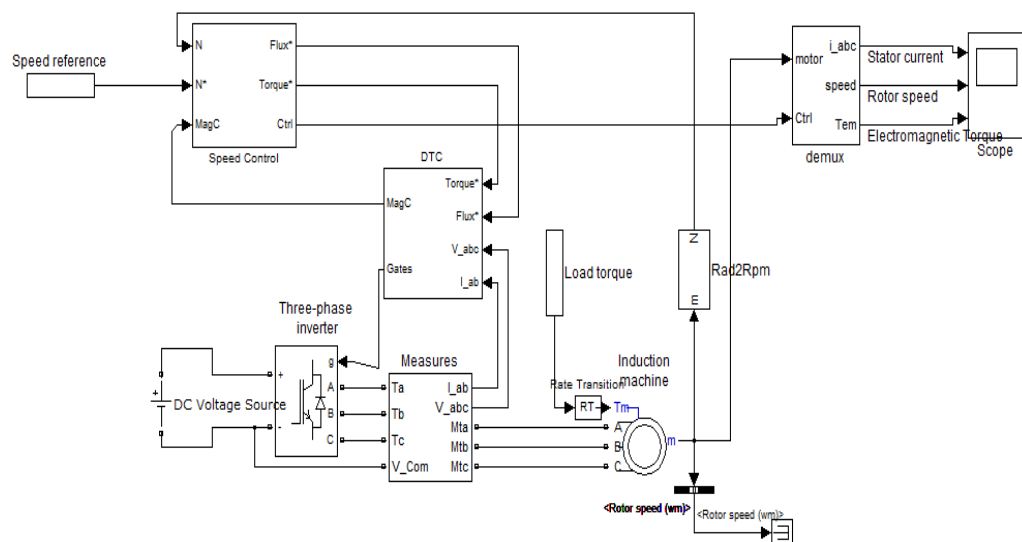 Speed reference
N
N*
MagC
Flux*
Torque*
Ctrl
Speed Control
DTC
MagC
Gates
Torque*
Flux*
V_abc
I_ab
motor
Ctrl
i_abc
speed
Tem
demux
Stator current
Rotor speed
Electromagnetic Torque
Scope
N
m
Rad2Rpm
Load torque
Three-phase
inverter
g
+
-
A
B
C
+
DC Voltage Source
Measures
Ta
Tb
Tc
V_Com
I_ab
V_abc
Mta
Mtb
Mtc
Induction
machine
Rate Transition
RT
Tm
A
B
C
m
<Rotor speed (wm)>
<Rotor speed (wm)>